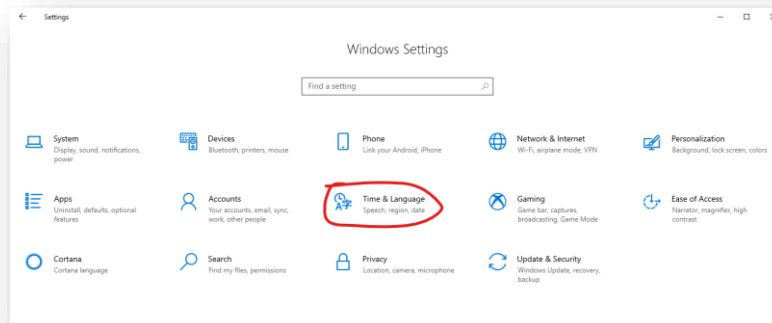 Settings
Windows Settings
Find a setting
System
Display, sound, notifications,
power
Devices
Bluetooth, printers, mouse
Phone
Link your Android, iPhone
Network & Internet
Wi-Fi, airplane mode, VPN
Personalization
Background, lock screen, colors
Apps
Uninstall, defaults, optional
features
Accounts
Your accounts, email, sync,
work, other people
Time & Language
Speech, region, date
Gaming
Game bar, captures,
broadcasting, Game Mode
Ease of Access
Narrator, magnifier, high
contrast
Cortana
Cortana language
Search
Find my files, permissions
Privacy
Location, camera, microphone
Update & Security
Windows Update, recovery,
backup